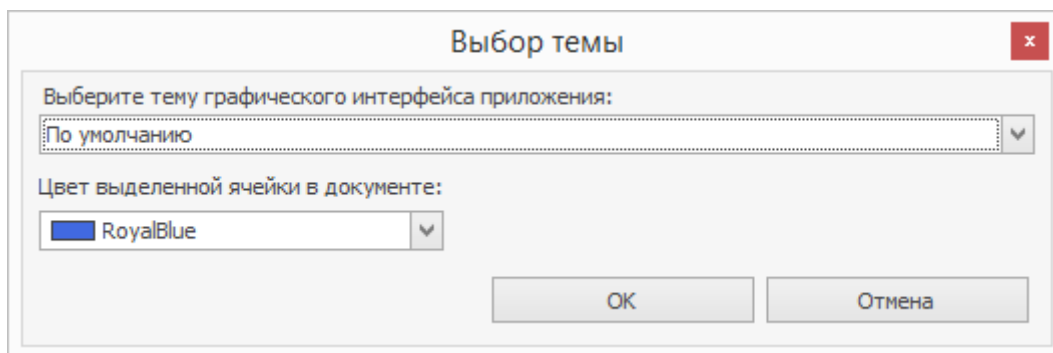 Выбор темы
x
Выберите тему графического интерфейса приложения:
По умолчанию
Цвет выделенной ячейки в документе:
RoyalBlue
OK
Отмена